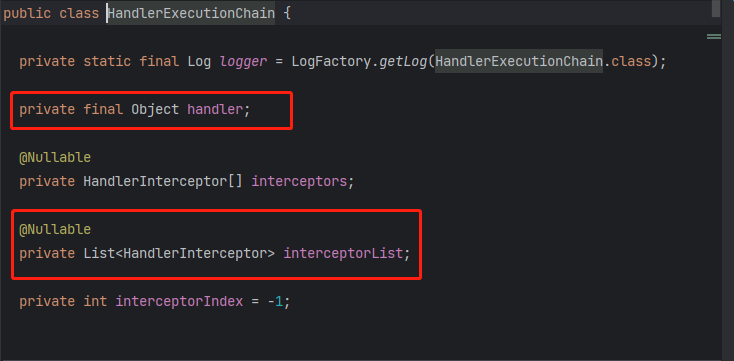 public class HandlerExecutionChain {
private static final Log logger = LogFactory.getLog(HandlerExecutionChain.class);
private final Object handler;
@Nullable
private HandlerInterceptor[] interceptors;
@Nullable
private List<HandlerInterceptor> interceptorList;
private int interceptorIndex = -1;